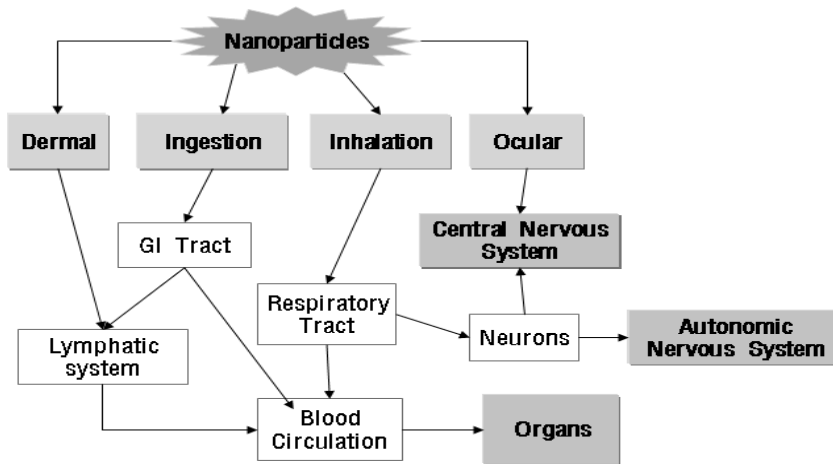 Nanoparticles
Dermal
Ingestion
Inhalation
Ocular
GI Tract
Central Nervous
System
Respiratory
Tract
Neurons
Autonomic
Nervous System
Lymphatic
system
Blood
Circulation
Organs